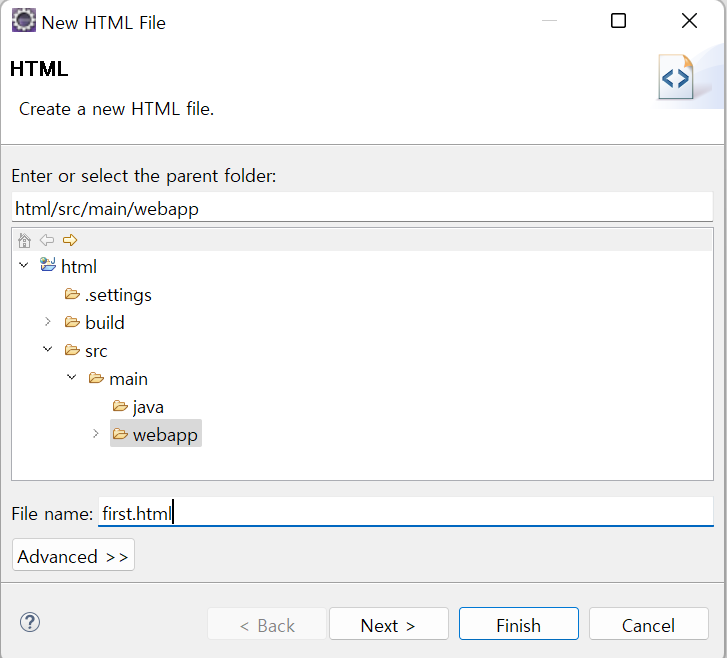 New HTML File
HTML
Create a new HTML file.
Enter or select the parent folder:
html/src/main/webapp
html
.settings
build
src
main
java
webapp
File name: first.html
Advanced >>
? < Back Next > Finish Cancel